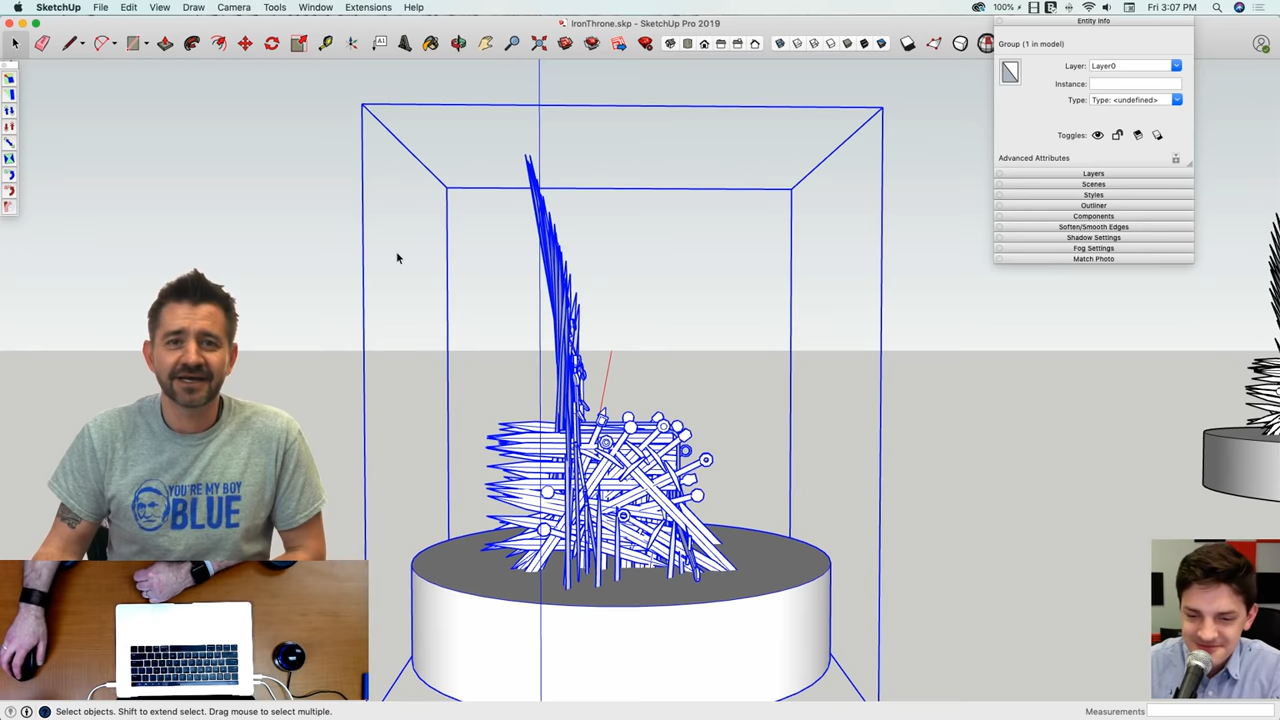 SketchUp File Edit View Draw Camera Tools Window Extensions Help 100% Fri 3:07 PM
IronThrone.skp - SketchUp Pro 2019
Entity Info
Group (1 in model)
Layer: Layer0
Instance:
Type: Type: <undefined>
Toggles:
Advanced Attributes
Layers
Scenes
Styles
Outliner
Components
Soften/Smooth Edges
Shadow Settings
Fog Settings
Match Photo
YOU'RE MY BOY
BLUE
Select objects. Shift to extend select. Drag mouse to select multiple. Measurements